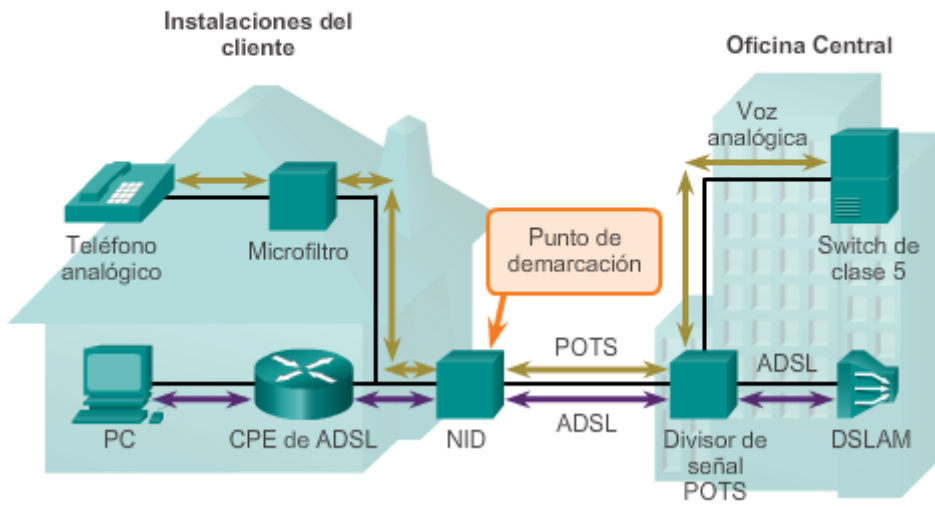 Instalaciones del
cliente
Oficina Central
Voz
analógica
Teléfono
analógico
Microfiltro
Punto de
demarcación
Switch de
clase 5
POTS
ADSL
PC
CPE de ADSL
NID
ADSL
Divisor de
señal
POTS
DSLAM